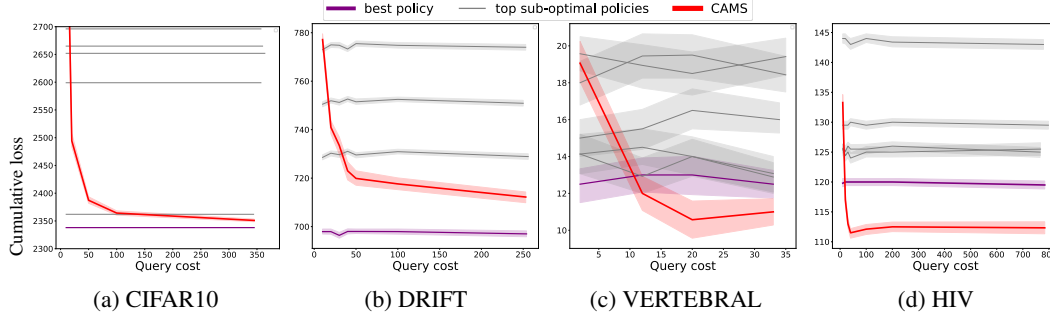 best policy top sub-optimal policies CAMS
Cumulative loss
2700
2650
2600
2550
2500
2450
2400
2350
2300
0 50 100 150 200 250 300 350
Query cost
(a) CIFAR10
780
760
740
720
700
0 50 100 150 200 250
Query cost
(b) DRIFT
20
18
16
14
12
10
5 10 15 20 25 30 35
Query cost
(c) VERTEBRAL
145
140
135
130
125
120
115
110
0 100 200 300 400 500 600 700 80
Query cost
(d) HIV